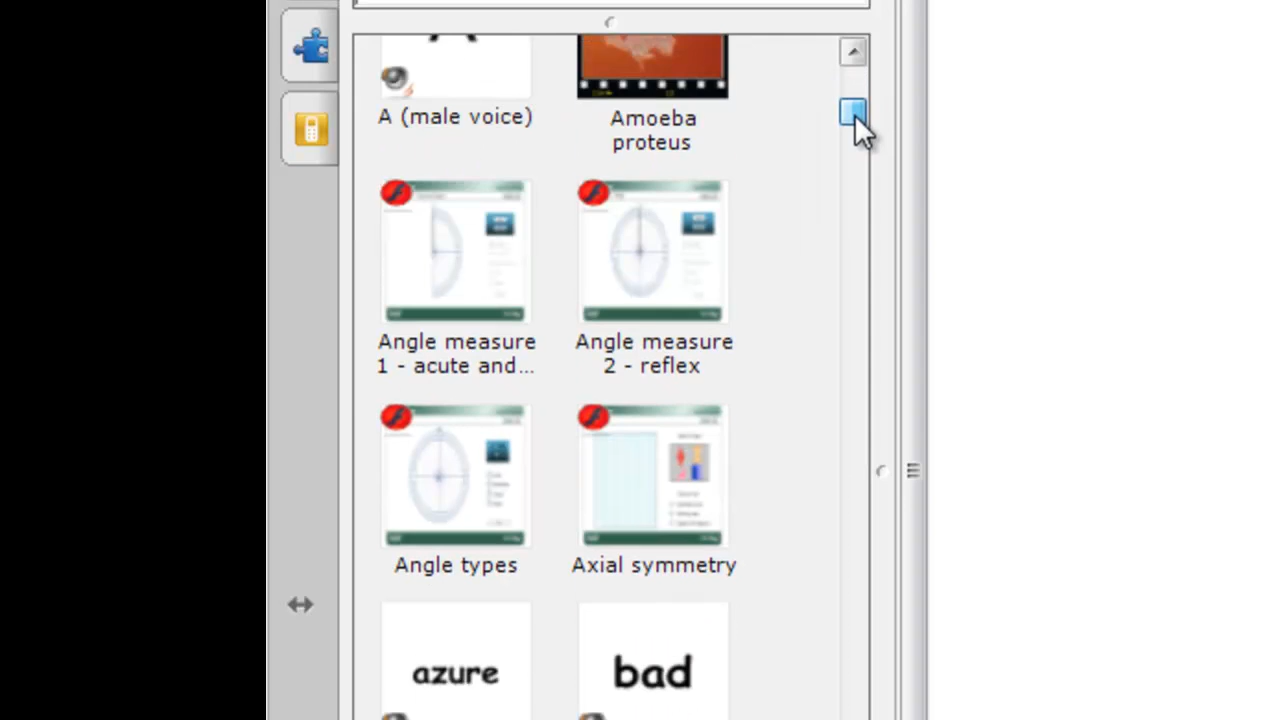 A (male voice)
Amoeba
proteus
Angle measure
1 - acute and...
Angle measure
2 - reflex
Angle types
Axial symmetry
azure
bad